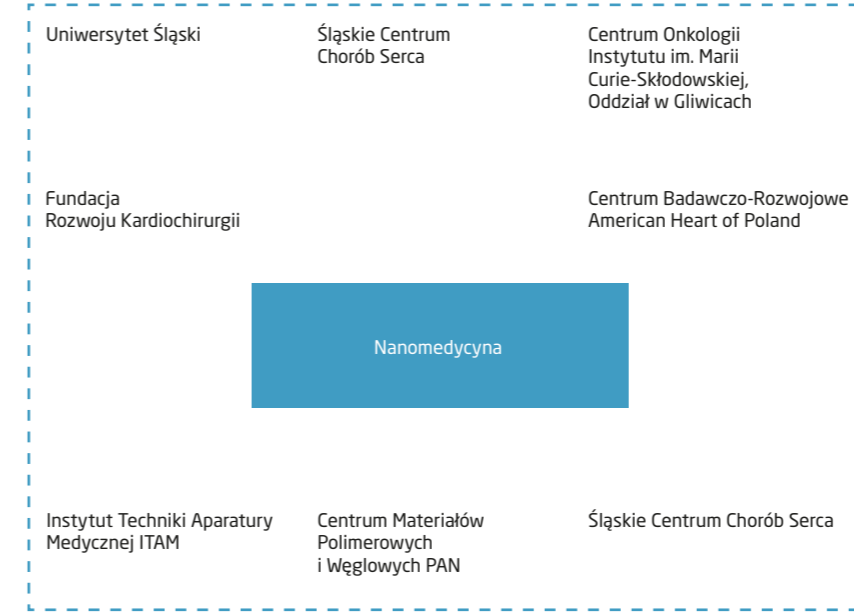 Uniwersytet Śląski
Śląskie Centrum
Chorób Serca
Centrum Onkologii
Instytutu im. Marii
Curie-Skłodowskiej,
Oddział w Gliwicach
Fundacja
Rozwoju Kardiochirurgii
Centrum Badawczo-Rozwojowe
American Heart of Poland
Nanomedycyna
Instytut Techniki Aparatury
Medycznej ITAM
Centrum Materiałów
Polimerowych
i Węglowych PAN
Śląskie Centrum Chorób Serca